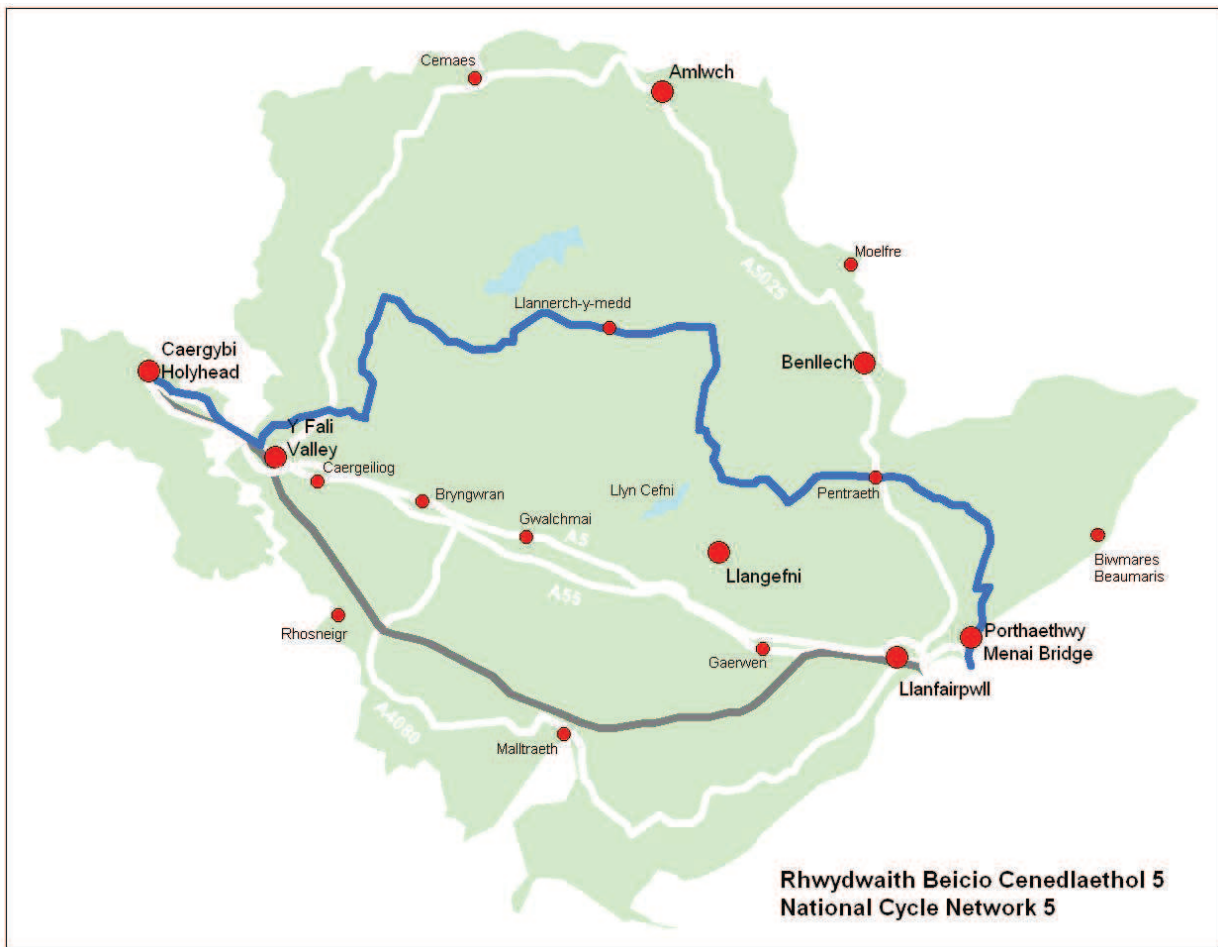 Cemaes
Amlwch
Moelfre
A5025
Llannerch-y-medd
Caergybi
Holyhead
Benllech
Y Fali
Valley
Caergeiliog
Bryngwran
Llyn Cefni
Pentraeth
Gwalchmai
A5
Biwmares
Beaumaris
Llangefni
A55
Rhosneigr
Porthaethwy
Menai Bridge
Gaerwen
Llanfairpwll
A4080
Malltraeth
Rhwydwaith Beicio Cenedlaethol 5
National Cycle Network 5